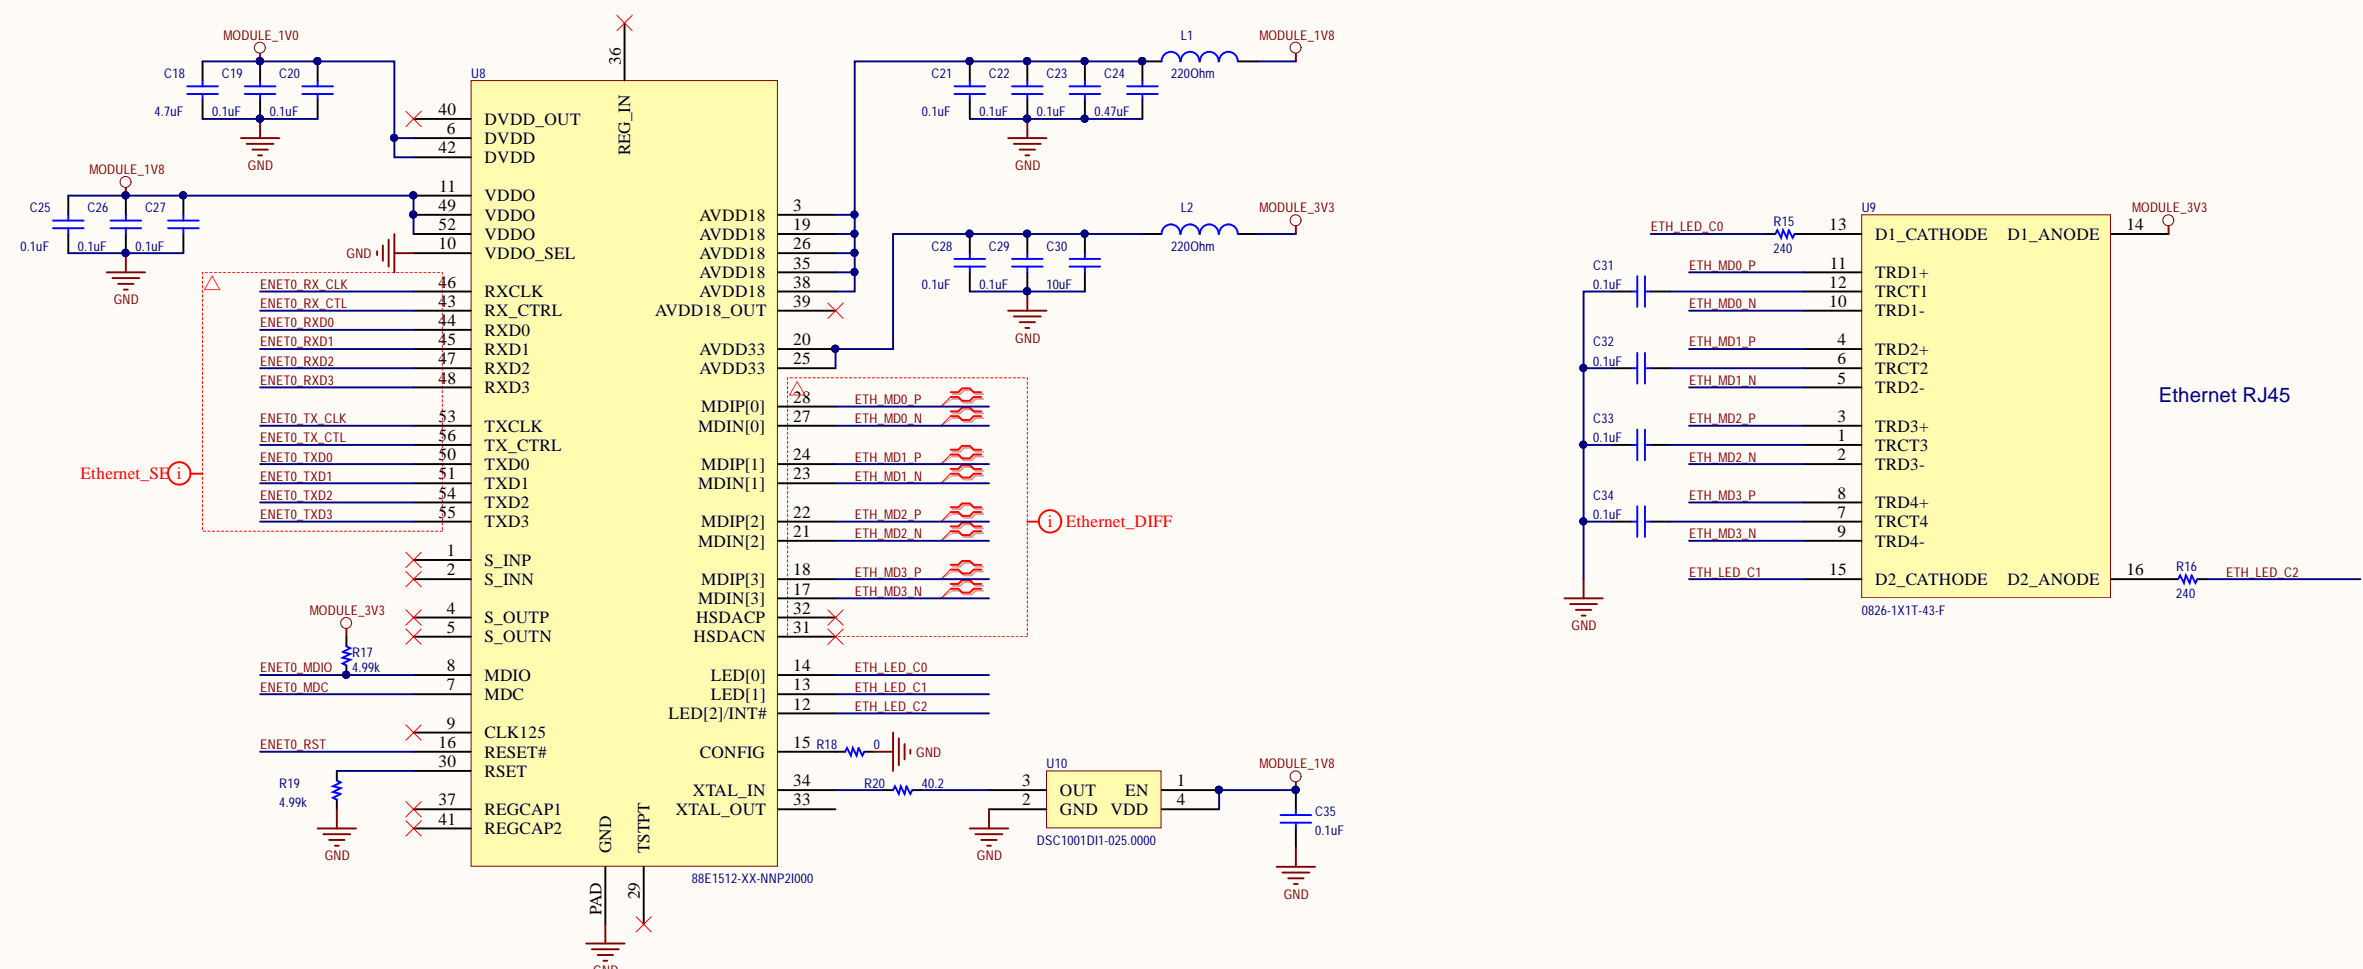 MODULE_1V0
C18
C19
C20
4.7uF
0.1uF
0.1uF
GND
MODULE_1V8
C25
C26
C27
0.1uF
0.1uF
0.1uF
GND
U8
36
REG_IN
40 DVDD_OUT
6 DVDD
42 DVDD
11 VDDO
49 VDDO
52 VDDO
GND 10 VDDO_SEL
ENET0_RX_CLK 46 RXCLK
ENET0_RX_CTL 43 RX_CTRL
ENET0_RXD0 44 RXD0
ENET0_RXD1 45 RXD1
ENET0_RXD2 47 RXD2
ENET0_RXD3 48 RXD3
ENET0_TX_CLK 53 TXCLK
ENET0_TX_CTL 56 TX_CTRL
ENET0_TXD0 50 TXD0
ENET0_TXD1 51 TXD1
ENET0_TXD2 54 TXD2
ENET0_TXD3 55 TXD3
Ethernet_SE i
1 S_INP
2 S_INN
4 S_OUTP
5 S_OUTN
MODULE_3V3
R17
4.99k
ENET0_MDIO 8 MDIO
ENET0_MDC 7 MDC
9 CLK125
ENET0_RST 16 RESET#
30 RSET
R19
4.99k
GND
37 REGCAP1
41 REGCAP2
GND
PAD
GND
TSTPT
29
88E1512-XX-NNP2I000
AVDD18 3
AVDD18 19
AVDD18 26
AVDD18 35
AVDD18 38
AVDD18_OUT 39
AVDD33 20
AVDD33 25
MDIP[0] 28 ETH_MD0_P
MDIN[0] 27 ETH_MD0_N
MDIP[1] 24 ETH_MD1_P
MDIN[1] 23 ETH_MD1_N
MDIP[2] 22 ETH_MD2_P
MDIN[2] 21 ETH_MD2_N
MDIP[3] 18 ETH_MD3_P
MDIN[3] 17 ETH_MD3_N
HSDACP 32
HSDACN 31
i Ethernet_DIFF
LED[0] 14 ETH_LED_C0
LED[1] 13 ETH_LED_C1
LED[2]/INT# 12 ETH_LED_C2
CONFIG 15 R18 0 GND
XTAL_IN 34 R20 40.2
XTAL_OUT 33
C21
C22
C23
C24
0.1uF
0.1uF
0.1uF
0.47uF
GND
L1
220Ohm
MODULE_1V8
C28
C29
C30
0.1uF
0.1uF
10uF
GND
L2
220Ohm
MODULE_3V3
U10
3 OUT EN 1
2 GND VDD 4
DSC1001DI1-025.0000
GND
MODULE_1V8
C35
0.1uF
GND
U9
MODULE_3V3
ETH_LED_C0 R15 240 13 D1_CATHODE D1_ANODE 14
ETH_MD0_P 11 TRD1+
C31 0.1uF 12 TRCT1
ETH_MD0_N 10 TRD1-
ETH_MD1_P 4 TRD2+
C32 0.1uF 6 TRCT2
ETH_MD1_N 5 TRD2-
ETH_MD2_P 3 TRD3+
C33 0.1uF 1 TRCT3
ETH_MD2_N 2 TRD3-
ETH_MD3_P 8 TRD4+
C34 0.1uF 7 TRCT4
ETH_MD3_N 9 TRD4-
ETH_LED_C1 15 D2_CATHODE D2_ANODE 16 R16 240 ETH_LED_C2
0826-1X1T-43-F
GND
Ethernet RJ45